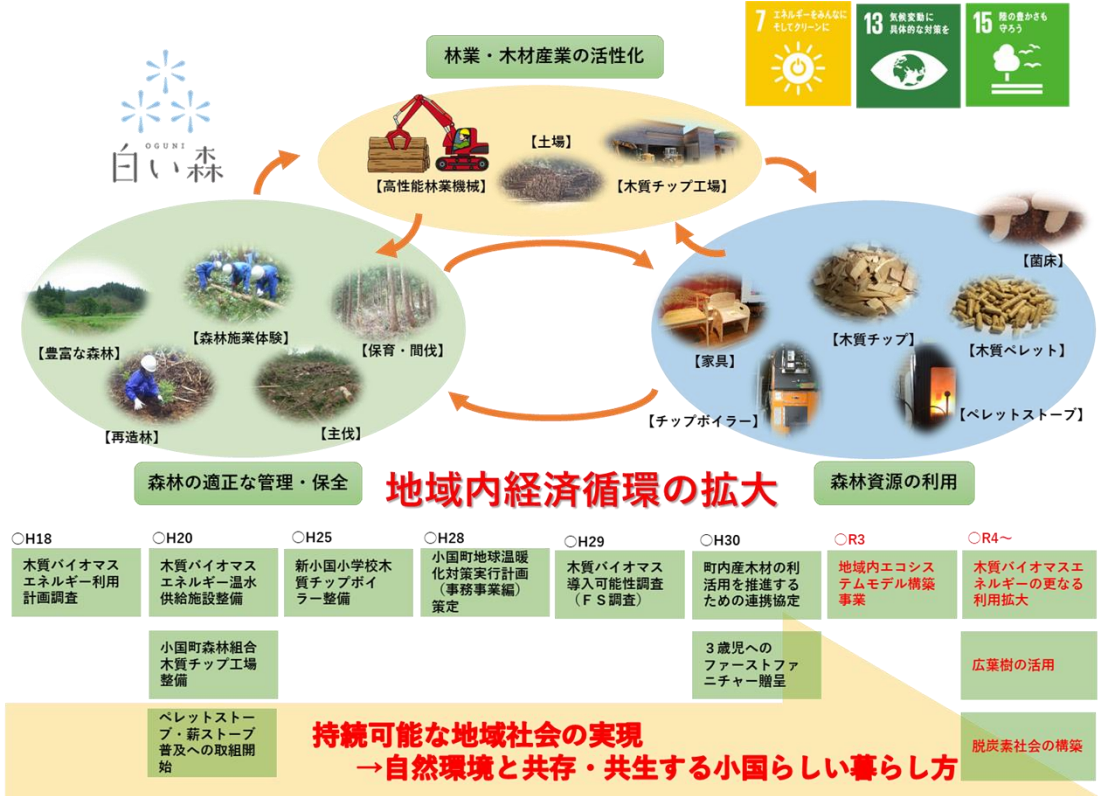 林業・木材産業の活性化
7 エネルギーをみんなに
そしてクリーンに
13 気候変動に
具体的な対策を
15 陸の豊かさも
守ろう
OGUNI
白い森
【土場】
【高性能林業機械】
【木質チップ工場】
【菌床】
【豊富な森林】
【森林施業体験】
【保育・間伐】
【再造林】
【主伐】
【家具】
【木質チップ】
【木質ペレット】
【チップボイラー】
【ペレットストーブ】
森林の適正な管理・保全
地域内経済循環の拡大
森林資源の利用
○H18
木質バイオマス
エネルギー利用
計画調査
○H20
木質バイオマス
エネルギー温水
供給施設整備
小国町森林組合
木質チップ工場
整備
ペレットストー
ブ・薪ストーブ
普及への取組開
始
○H25
新小国小学校木
質チップボイ
ラー整備
○H28
小国町地球温暖
化対策実行計画
（事務事業編）
策定
○H29
木質バイオマス
導入可能性調査
（ＦＳ調査）
○H30
町内産木材の利
活用を推進する
ための連携協定
３歳児への
ファーストファ
ニチャー贈呈
○R3
地域内エコシス
テムモデル構築
事業
○R4～
木質バイオマスエ
ネルギーの更なる
利用拡大
広葉樹の活用
脱炭素社会の構築
持続可能な地域社会の実現
→自然環境と共存・共生する小国らしい暮らし方